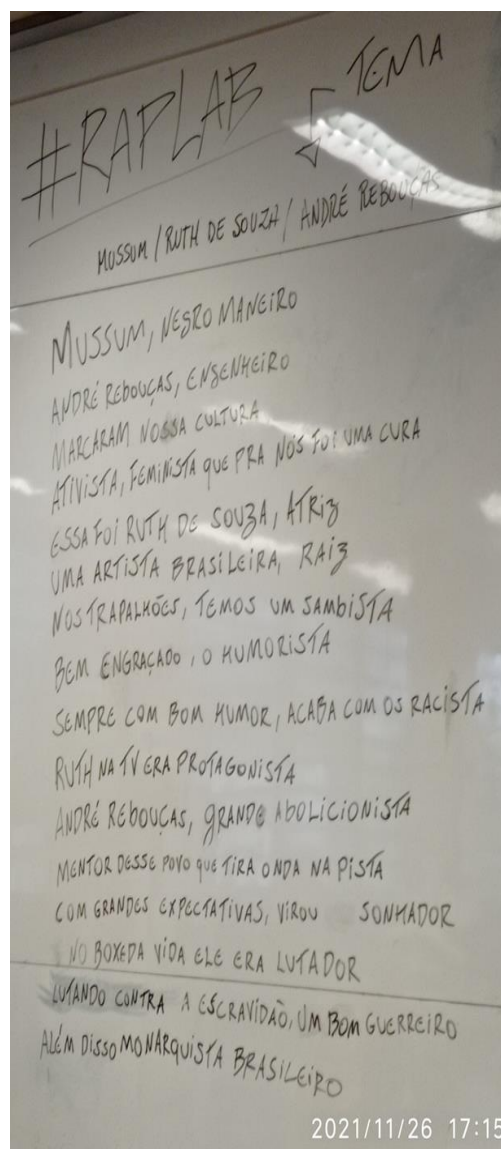 #RAPLAB TEMA
MUSSUM / RUTH DE SOUZA / ANDRÉ REBOUÇAS
MUSSUM, NEGRO MANEIRO
ANDRÉ REBOUÇAS, ENGENHEIRO
MARCARAM NOSSA CULTURA
ATIVISTA, FEMINISTA QUE PRA NÓS FOI UMA CURA
ESSA FOI RUTH DE SOUZA, ATRIZ
UMA ARTISTA BRASILEIRA, RAIZ
NOS TRAPALHÕES, TEMOS UM SAMBISTA
BEM ENGRAÇADO, O HUMORISTA
SEMPRE COM BOM HUMOR, ACABA COM OS RACISTA
RUTH NA TV ERA PROTAGONISTA
ANDRÉ REBOUÇAS, GRANDE ABOLICIONISTA
MENTOR DESSE POVO QUE TIRA ONDA NA PISTA
COM GRANDES EXPECTATIVAS, VIROU SONHADOR
NO BOXE DA VIDA ELE ERA LUTADOR
LUTANDO CONTRA A ESCRAVIDÃO, UM BOM GUERREIRO
ALÉM DISSO MONARQUISTA BRASILEIRO
2021/11/26 17:15